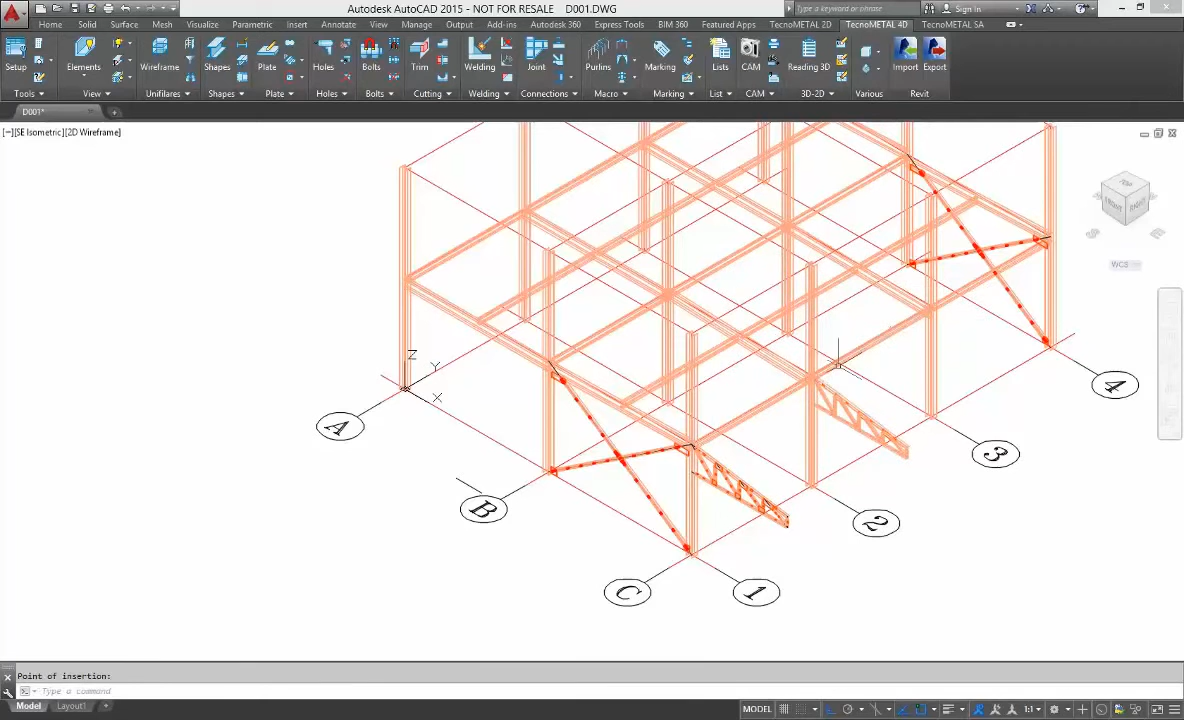 Autodesk AutoCAD 2015 - NOT FOR RESALE D001.DWG
Type a keyword or phrase
Sign In
Home Solid Surface Mesh Visualize Parametric Insert Annotate View Manage Output Add-ins Autodesk 360 Express Tools BIM 360 Featured Apps TecnoMETAL 2D TecnoMETAL 4D TecnoMETAL SA
Setup Elements Wireframe Shapes Plate Holes Bolts Trim Welding Joint Purlins Marking Lists CAM Reading 3D Import Export
Tools View Unifilares Shapes Plate Holes Bolts Cutting Welding Connections Macro Marking List CAM 3D-2D Various Revit
D001*
[−][SE Isometric][2D Wireframe]
TOP
FRONT RIGHT
WCS
Z
Y
X
A
B
C
1
2
3
4
Point of insertion:
Type a command
Model Layout1 +
MODEL
1:1